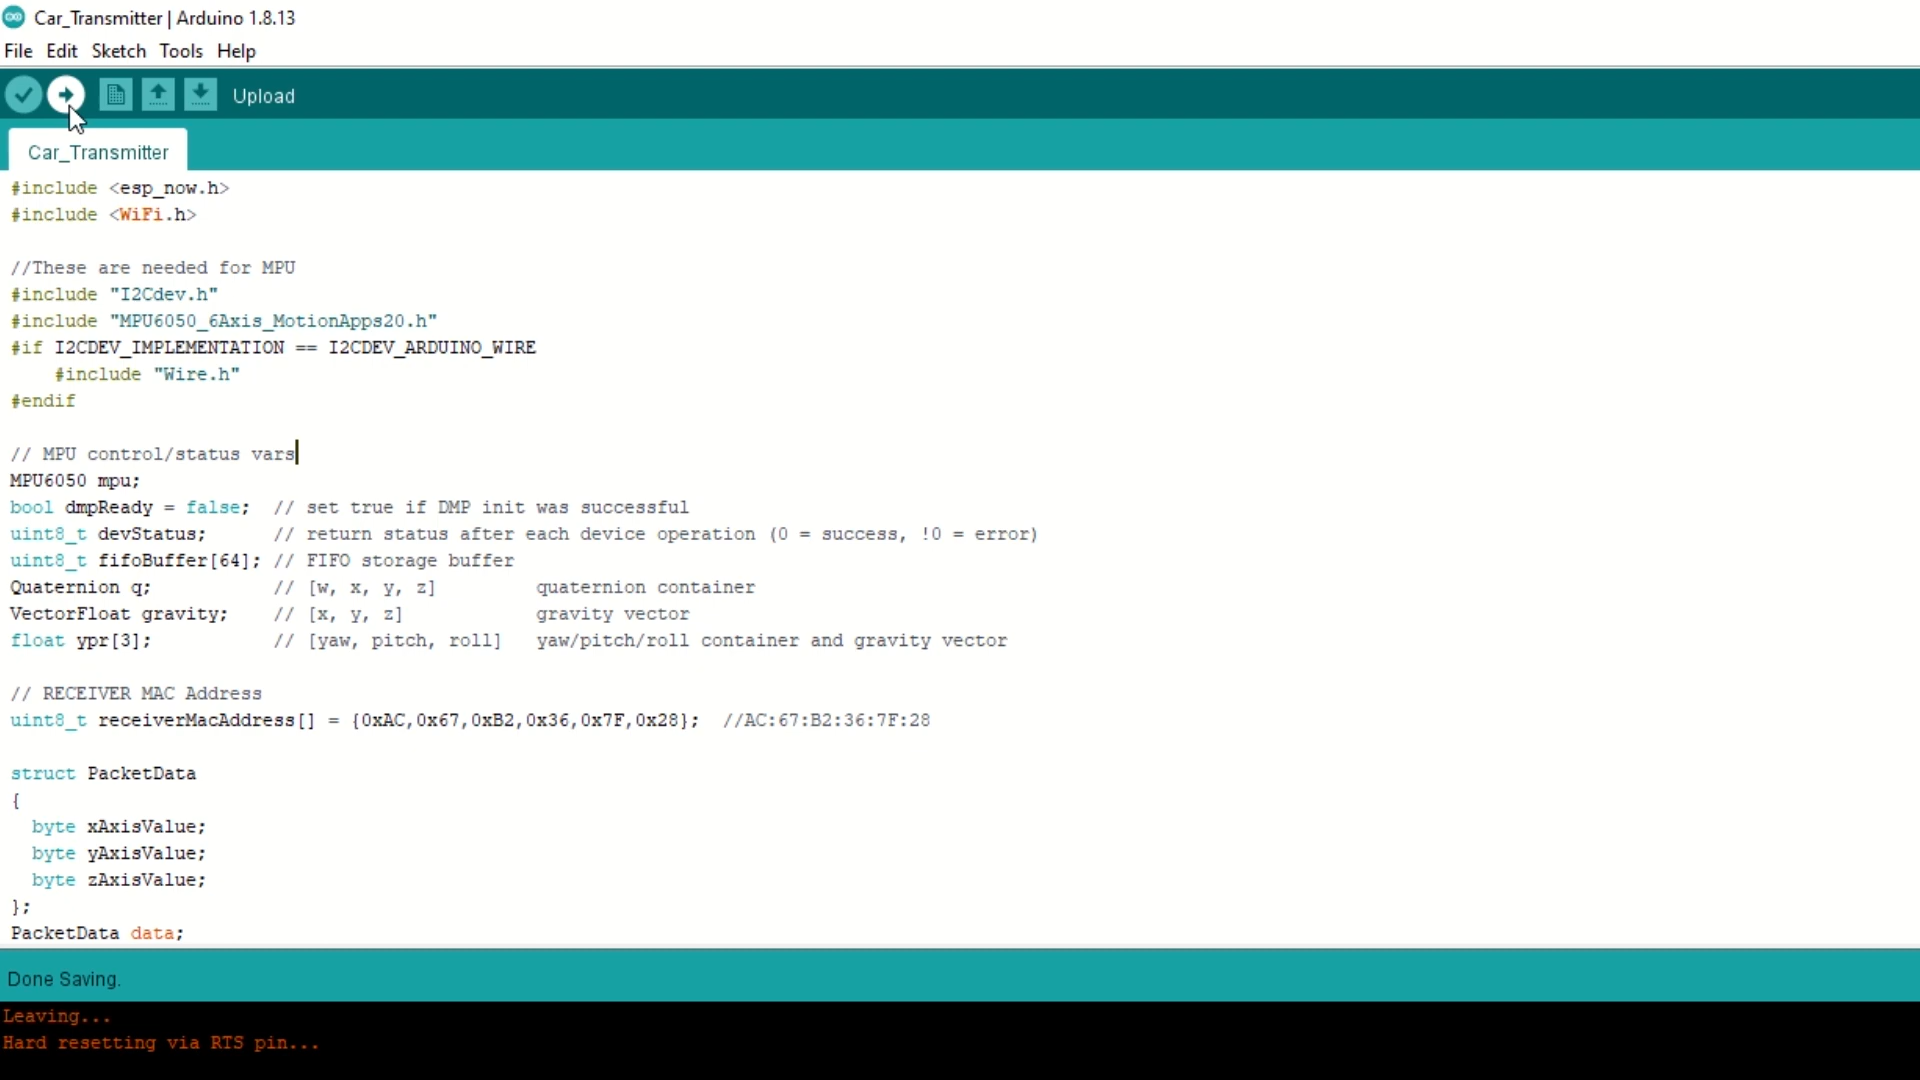 Car_Transmitter | Arduino 1.8.13
File Edit Sketch Tools Help
Upload
Car_Transmitter
#include <esp_now.h>
#include <WiFi.h>
//These are needed for MPU
#include "I2Cdev.h"
#include "MPU6050_6Axis_MotionApps20.h"
#if I2CDEV_IMPLEMENTATION == I2CDEV_ARDUINO_WIRE
#include "Wire.h"
#endif
// MPU control/status vars
MPU6050 mpu;
bool dmpReady = false; // set true if DMP init was successful
uint8_t devStatus; // return status after each device operation (0 = success, !0 = error)
uint8_t fifoBuffer[64]; // FIFO storage buffer
Quaternion q; // [w, x, y, z] quaternion container
VectorFloat gravity; // [x, y, z] gravity vector
float ypr[3]; // [yaw, pitch, roll] yaw/pitch/roll container and gravity vector
// RECEIVER MAC Address
uint8_t receiverMacAddress[] = {0xAC,0x67,0xB2,0x36,0x7F,0x28}; //AC:67:B2:36:7F:28
struct PacketData
{
byte xAxisValue;
byte yAxisValue;
byte zAxisValue;
};
PacketData data;
Done Saving.
Leaving...
Hard resetting via RTS pin...